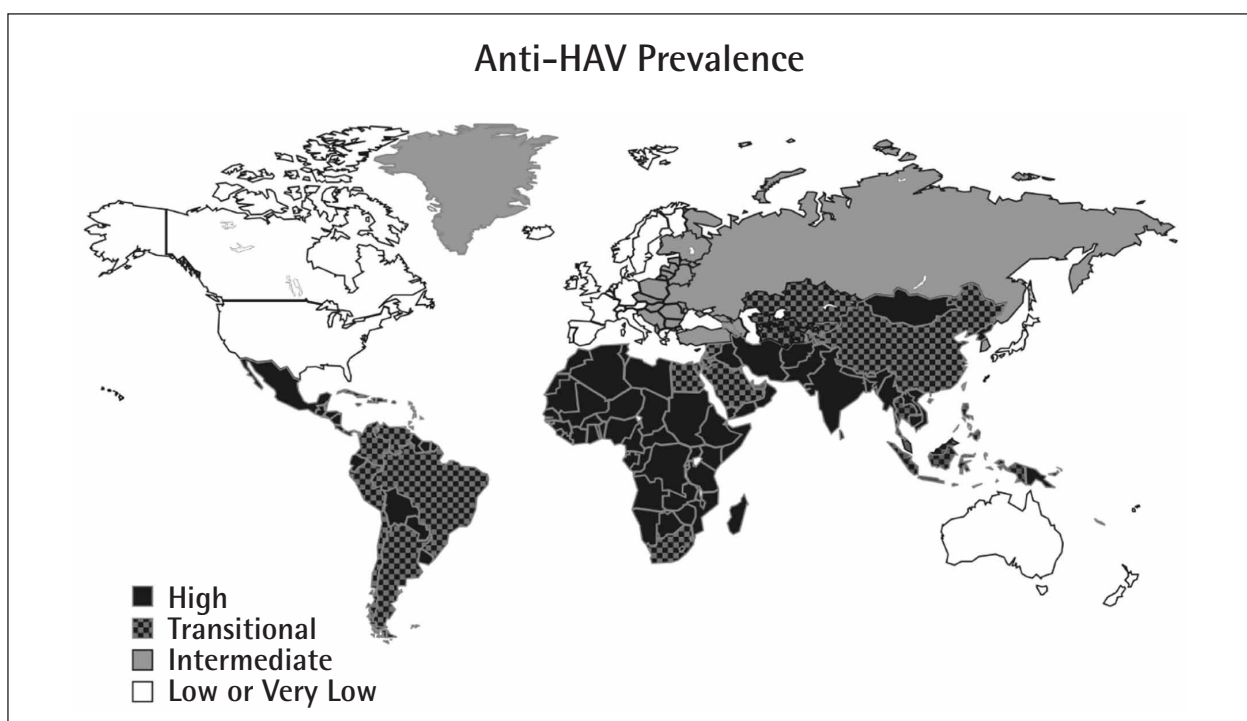 Anti-HAV Prevalence
High
Transitional
Intermediate
Low or Very Low